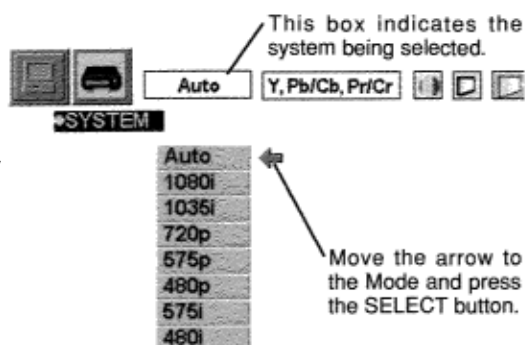 This box indicates the
system being selected.
Auto
Y, Pb/Cb, Pr/Cr
SYSTEM
Auto
1080i
1035i
720p
575p
480p
575i
480i
Move the arrow to
the Mode and press
the SELECT button.